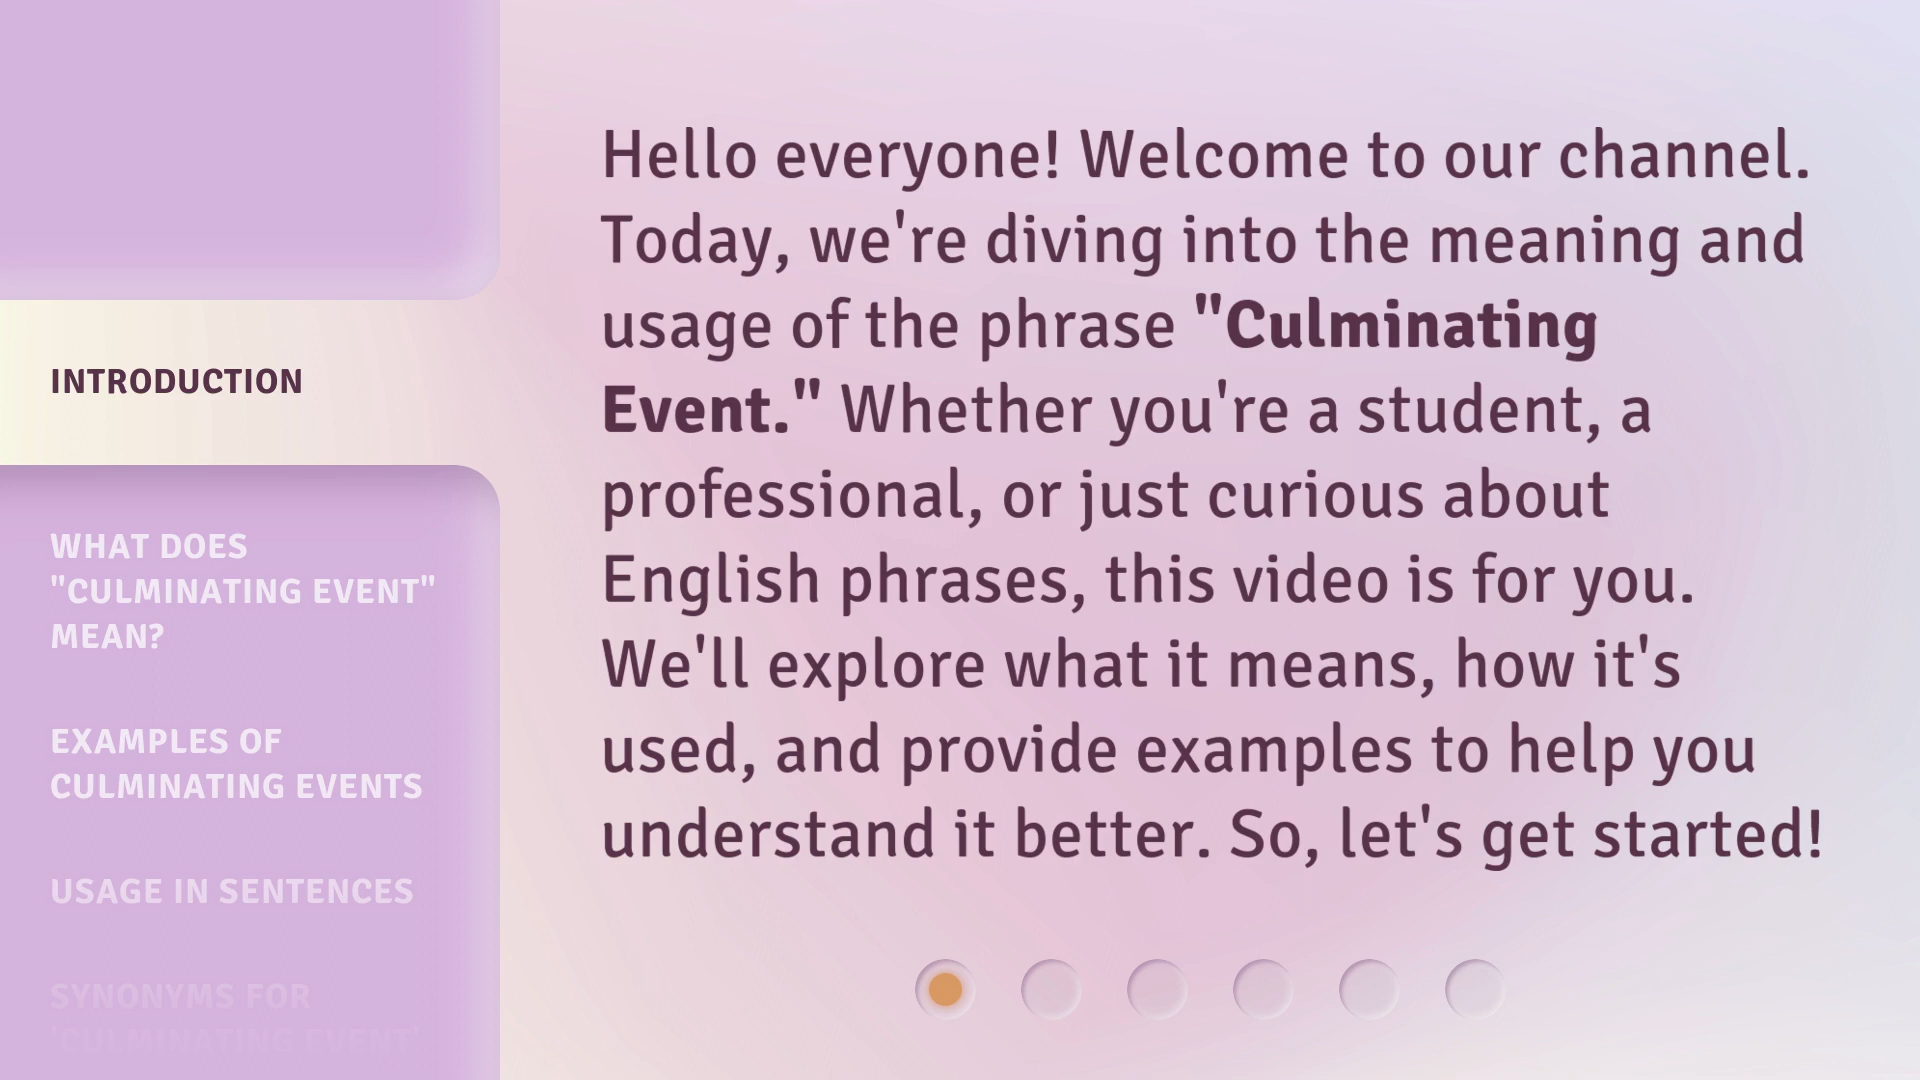 INTRODUCTION
WHAT DOES
"CULMINATING EVENT"
MEAN?
EXAMPLES OF
CULMINATING EVENTS
USAGE IN SENTENCES
SYNONYMS FOR
'CULMINATING EVENT'
Hello everyone! Welcome to our channel.
Today, we're diving into the meaning and
usage of the phrase "Culminating
Event." Whether you're a student, a
professional, or just curious about
English phrases, this video is for you.
We'll explore what it means, how it's
used, and provide examples to help you
understand it better. So, let's get started!